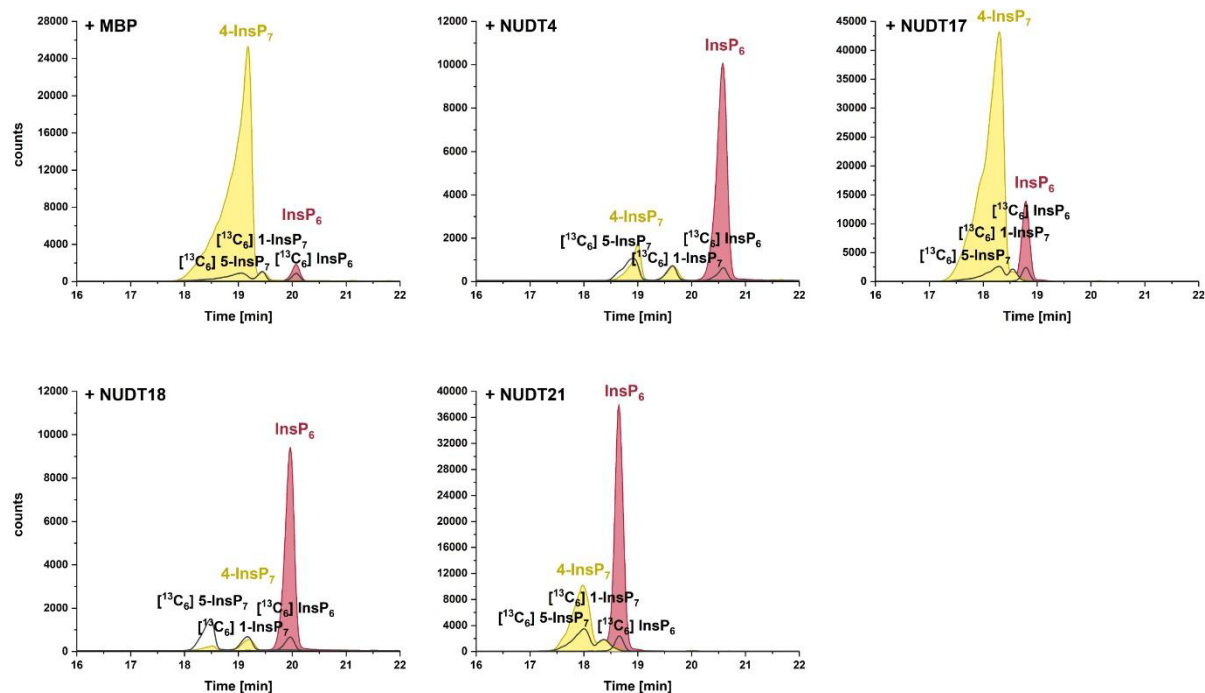 + MBP
4-InsP7
InsP6
[13C6] 1-InsP7
[13C6] 5-InsP7
[13C6] InsP6
counts
28000
24000
20000
16000
12000
8000
4000
0
16 17 18 19 20 21 22
Time [min]
+ NUDT4
InsP6
4-InsP7
[13C6] 5-InsP7
[13C6] InsP6
[13C6] 1-InsP7
12000
10000
8000
6000
4000
2000
0
16 17 18 19 20 21 22
Time [min]
+ NUDT17
4-InsP7
InsP6
[13C6] InsP6
[13C6] 1-InsP7
[13C6] 5-InsP7
45000
40000
35000
30000
25000
20000
15000
10000
5000
0
16 17 18 19 20 21 22
Time [min]
+ NUDT18
InsP6
4-InsP7
[13C6] 5-InsP7
[13C6] InsP6
[13C6] 1-InsP7
counts
12000
10000
8000
6000
4000
2000
0
16 17 18 19 20 21 22
Time [min]
+ NUDT21
InsP6
4-InsP7
[13C6] 1-InsP7
[13C6] 5-InsP7
[13C6] InsP6
40000
36000
32000
28000
24000
20000
16000
12000
8000
4000
0
16 17 18 19 20 21 22
Time [min]